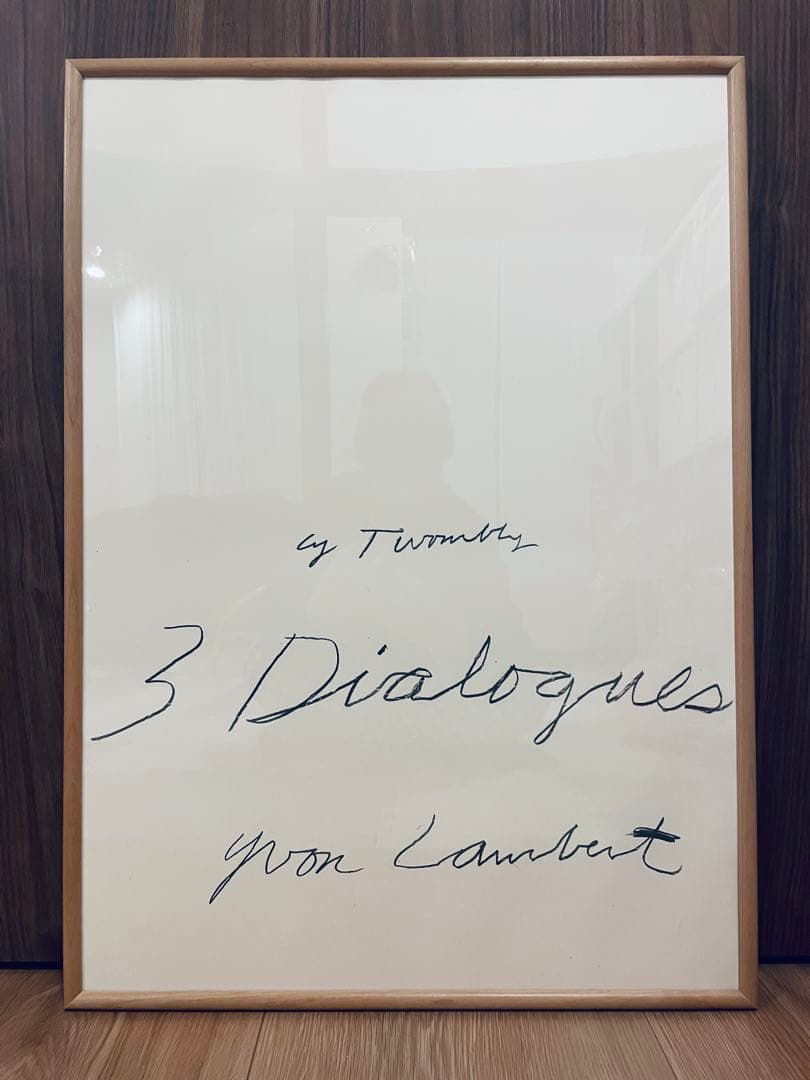 cy Twombly
3 Dialogues
yvon Lambert